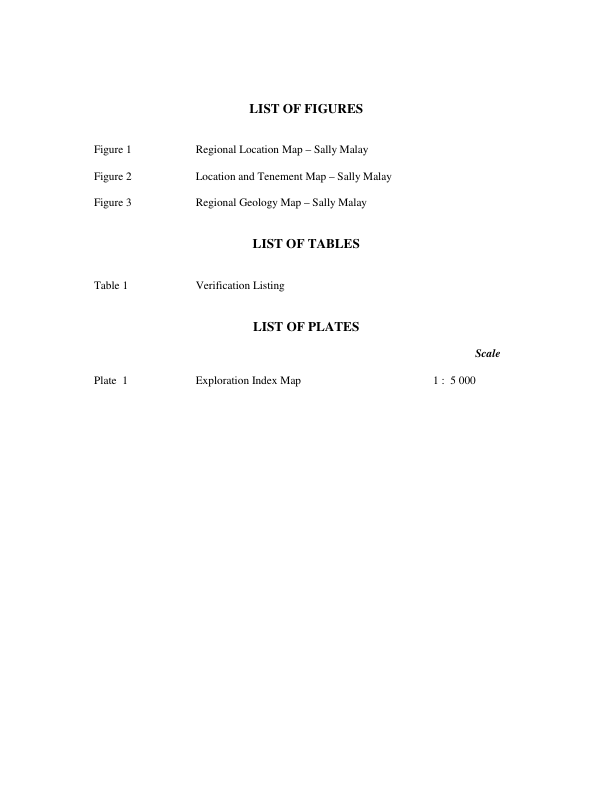 LIST OF FIGURES
Figure 1 Regional Location Map – Sally Malay
Figure 2 Location and Tenement Map – Sally Malay
Figure 3 Regional Geology Map – Sally Malay
LIST OF TABLES
Table 1 Verification Listing
LIST OF PLATES
Scale
Plate 1 Exploration Index Map 1 : 5 000